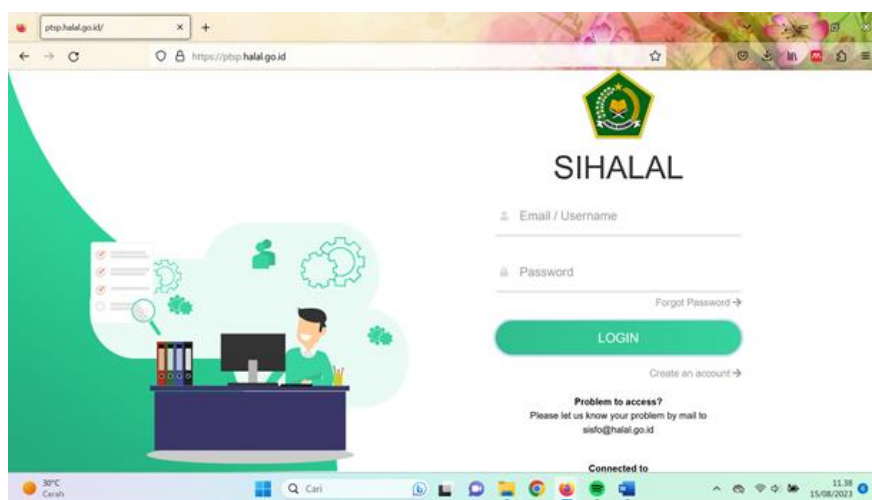 ptsp.halal.go.id/
https://ptsp.halal.go.id
SIHALAL
Email / Username
Password
Forgot Password
LOGIN
Create an account
Problem to access?
Please let us know your problem by mail to
sisfo@halal.go.id
Connected to
30°C
Cerah
Cari
11.38
15/08/2023